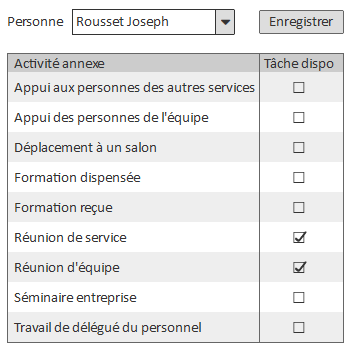 Personne Rousset Joseph Enregistrer
Activité annexe Tâche dispo
Appui aux personnes des autres services
Appui des personnes de l'équipe
Déplacement à un salon
Formation dispensée
Formation reçue
Réunion de service
Réunion d'équipe
Séminaire entreprise
Travail de délégué du personnel